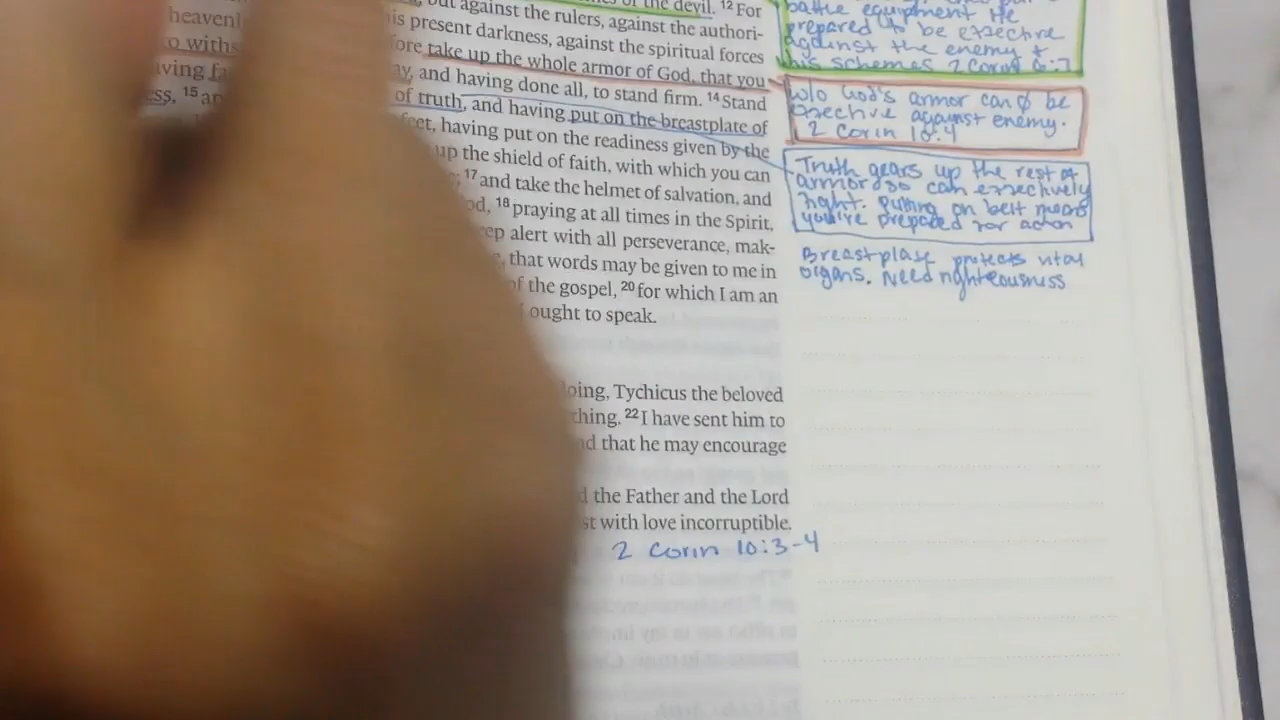 of the devil. 12 For
but against the rulers, against the authori-
heavenl
his present darkness, against the spiritual forces
to withs
fore take up the whole armor of God, that you
aving fa
ay, and having done all, to stand firm. 14 Stand
ss. 15 an
of truth, and having put on the breastplate of
feet, having put on the readiness given by the
up the shield of faith, with which you can
; 17 and take the helmet of salvation, and
od, 18 praying at all times in the Spirit,
ep alert with all perseverance, mak-
, that words may be given to me in
of the gospel, 20 for which I am an
ought to speak.
doing, Tychicus the beloved
thing. 22 I have sent him to
nd that he may encourage
d the Father and the Lord
st with love incorruptible.
2 Corin 10:3-4
battle equipment He
prepared to be effective
against the enemy +
his schemes 2 Corin 6:7
W/o God's armor can ∅ be
effective against enemy.
2 Corin 10:4
Truth gears up the rest of
armor so can effectively
fight. Putting on belt means
you're prepared for action
Breastplate protects vital
organs. Need righteousness